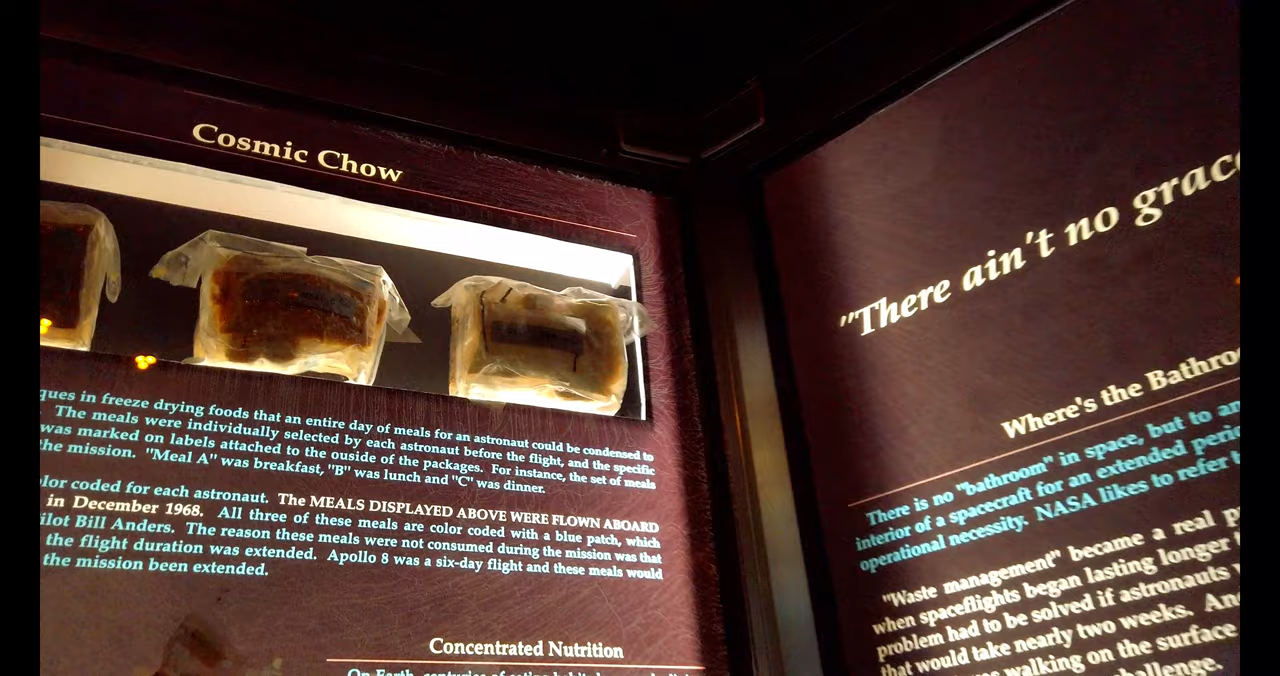 Cosmic Chow
ques in freeze drying foods that an entire day of meals for an astronaut could be condensed to
. The meals were individually selected by each astronaut before the flight, and the specific
was marked on labels attached to the ouside of the packages. For instance, the set of meals
the mission. "Meal A" was breakfast, "B" was lunch and "C" was dinner.
olor coded for each astronaut. The MEALS DISPLAYED ABOVE WERE FLOWN ABOARD
in December 1968. All three of these meals are color coded with a blue patch, which
ilot Bill Anders. The reason these meals were not consumed during the mission was that
the flight duration was extended. Apollo 8 was a six-day flight and these meals would
the mission been extended.
Concentrated Nutrition
On Earth, centuries of eating
"There ain't no grac
Where's the Bathro
There is no "bathroom" in space, but to an
interior of a spacecraft for an extended perio
operational necessity. NASA likes to refer t
"Waste management" became a real p
when spaceflights began lasting longer
problem had to be solved if astronauts
that would take nearly two weeks. An
walking on the surface
challenge.